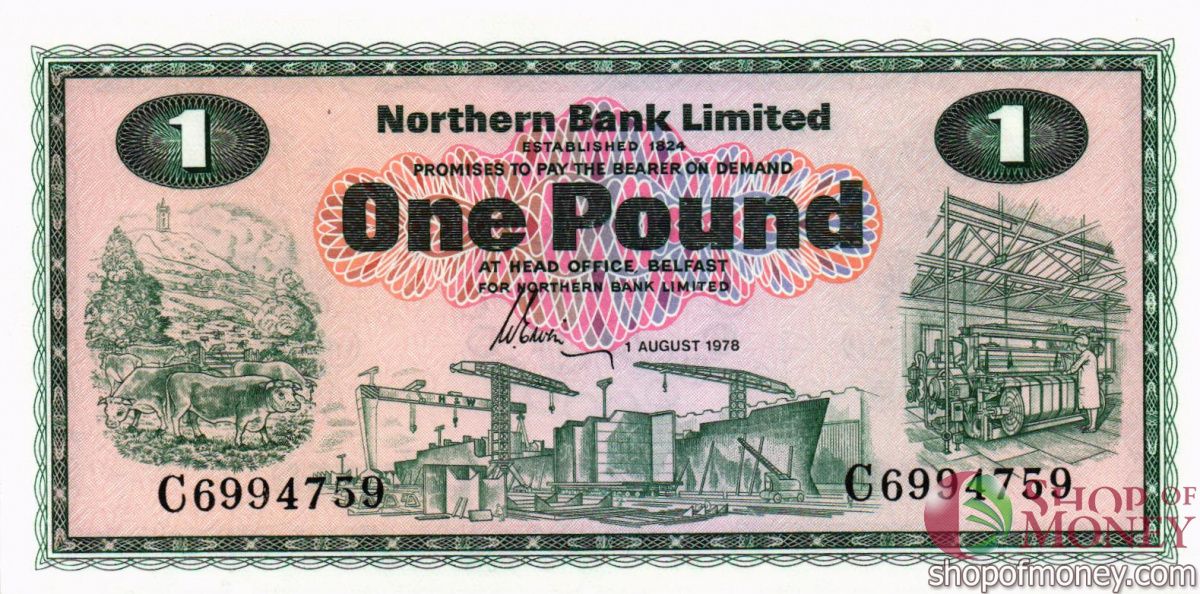 1
1
Northern Bank Limited
ESTABLISHED 1824
PROMISES TO PAY THE BEARER ON DEMAND
One Pound
AT HEAD OFFICE BELFAST
FOR NORTHERN BANK LIMITED
1 AUGUST 1978
H&W
C6994759
C6994759
SHOP OF
MONEY
shopofmoney.com